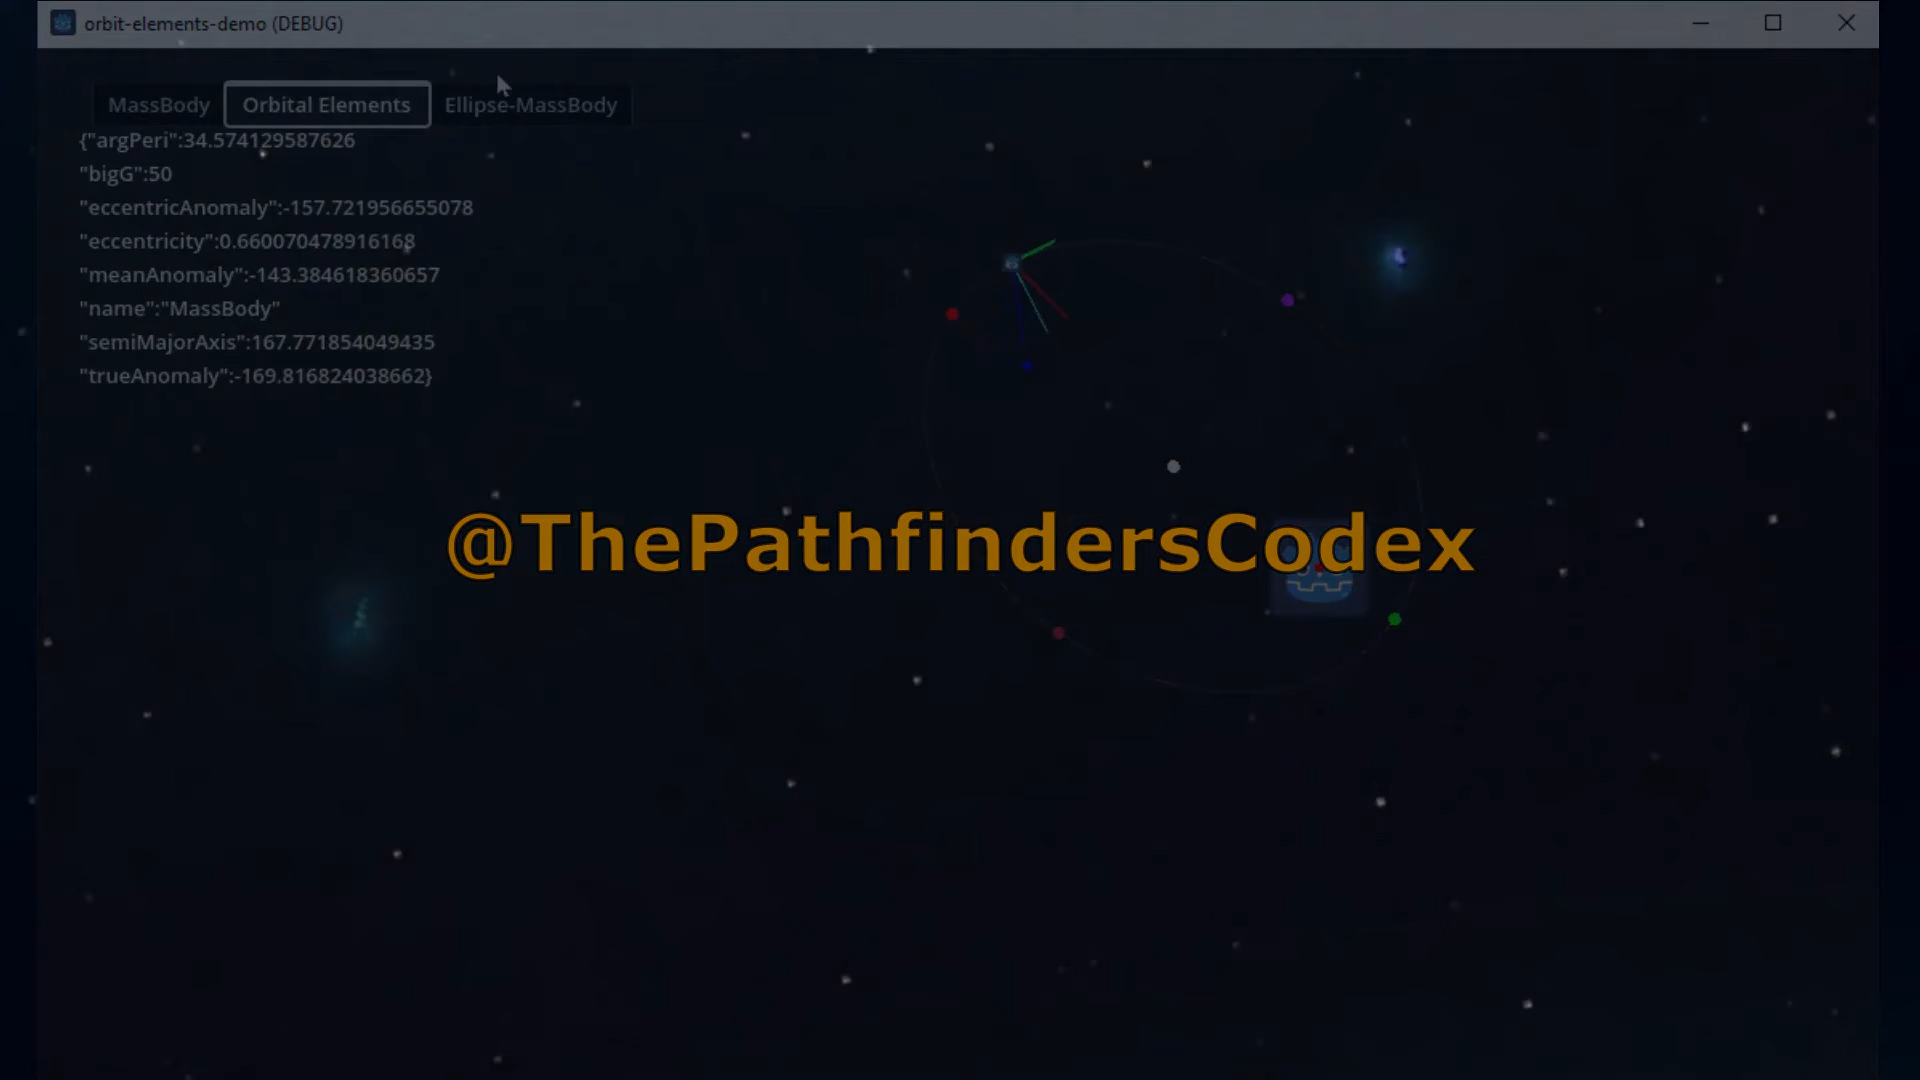 orbit-elements-demo (DEBUG)
MassBody Orbital Elements Ellipse-MassBody
{"argPeri":34.574129587626
"bigG":50
"eccentricAnomaly":-157.721956655078
"eccentricity":0.660070478916168
"meanAnomaly":-143.384618360657
"name":"MassBody"
"semiMajorAxis":167.771854049435
"trueAnomaly":-169.816824038662}
@ThePathfindersCodex